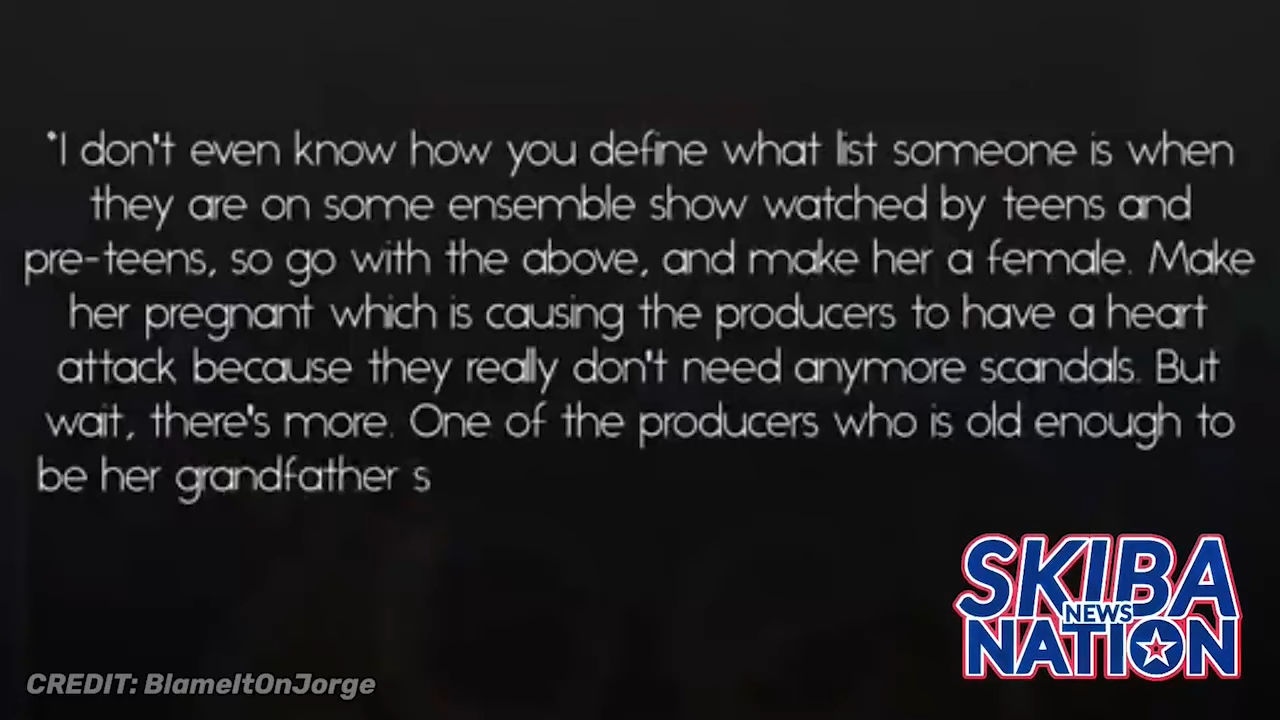 "I don't even know how you define what list someone is when
they are on some ensemble show watched by teens and
pre-teens, so go with the above, and make her a female. Make
her pregnant which is causing the producers to have a heart
attack because they really don't need anymore scandals. But
wait, there's more. One of the producers who is old enough to
be her grandfather s
SKIBA
NEWS
NATION
CREDIT: BlameItOnJorge